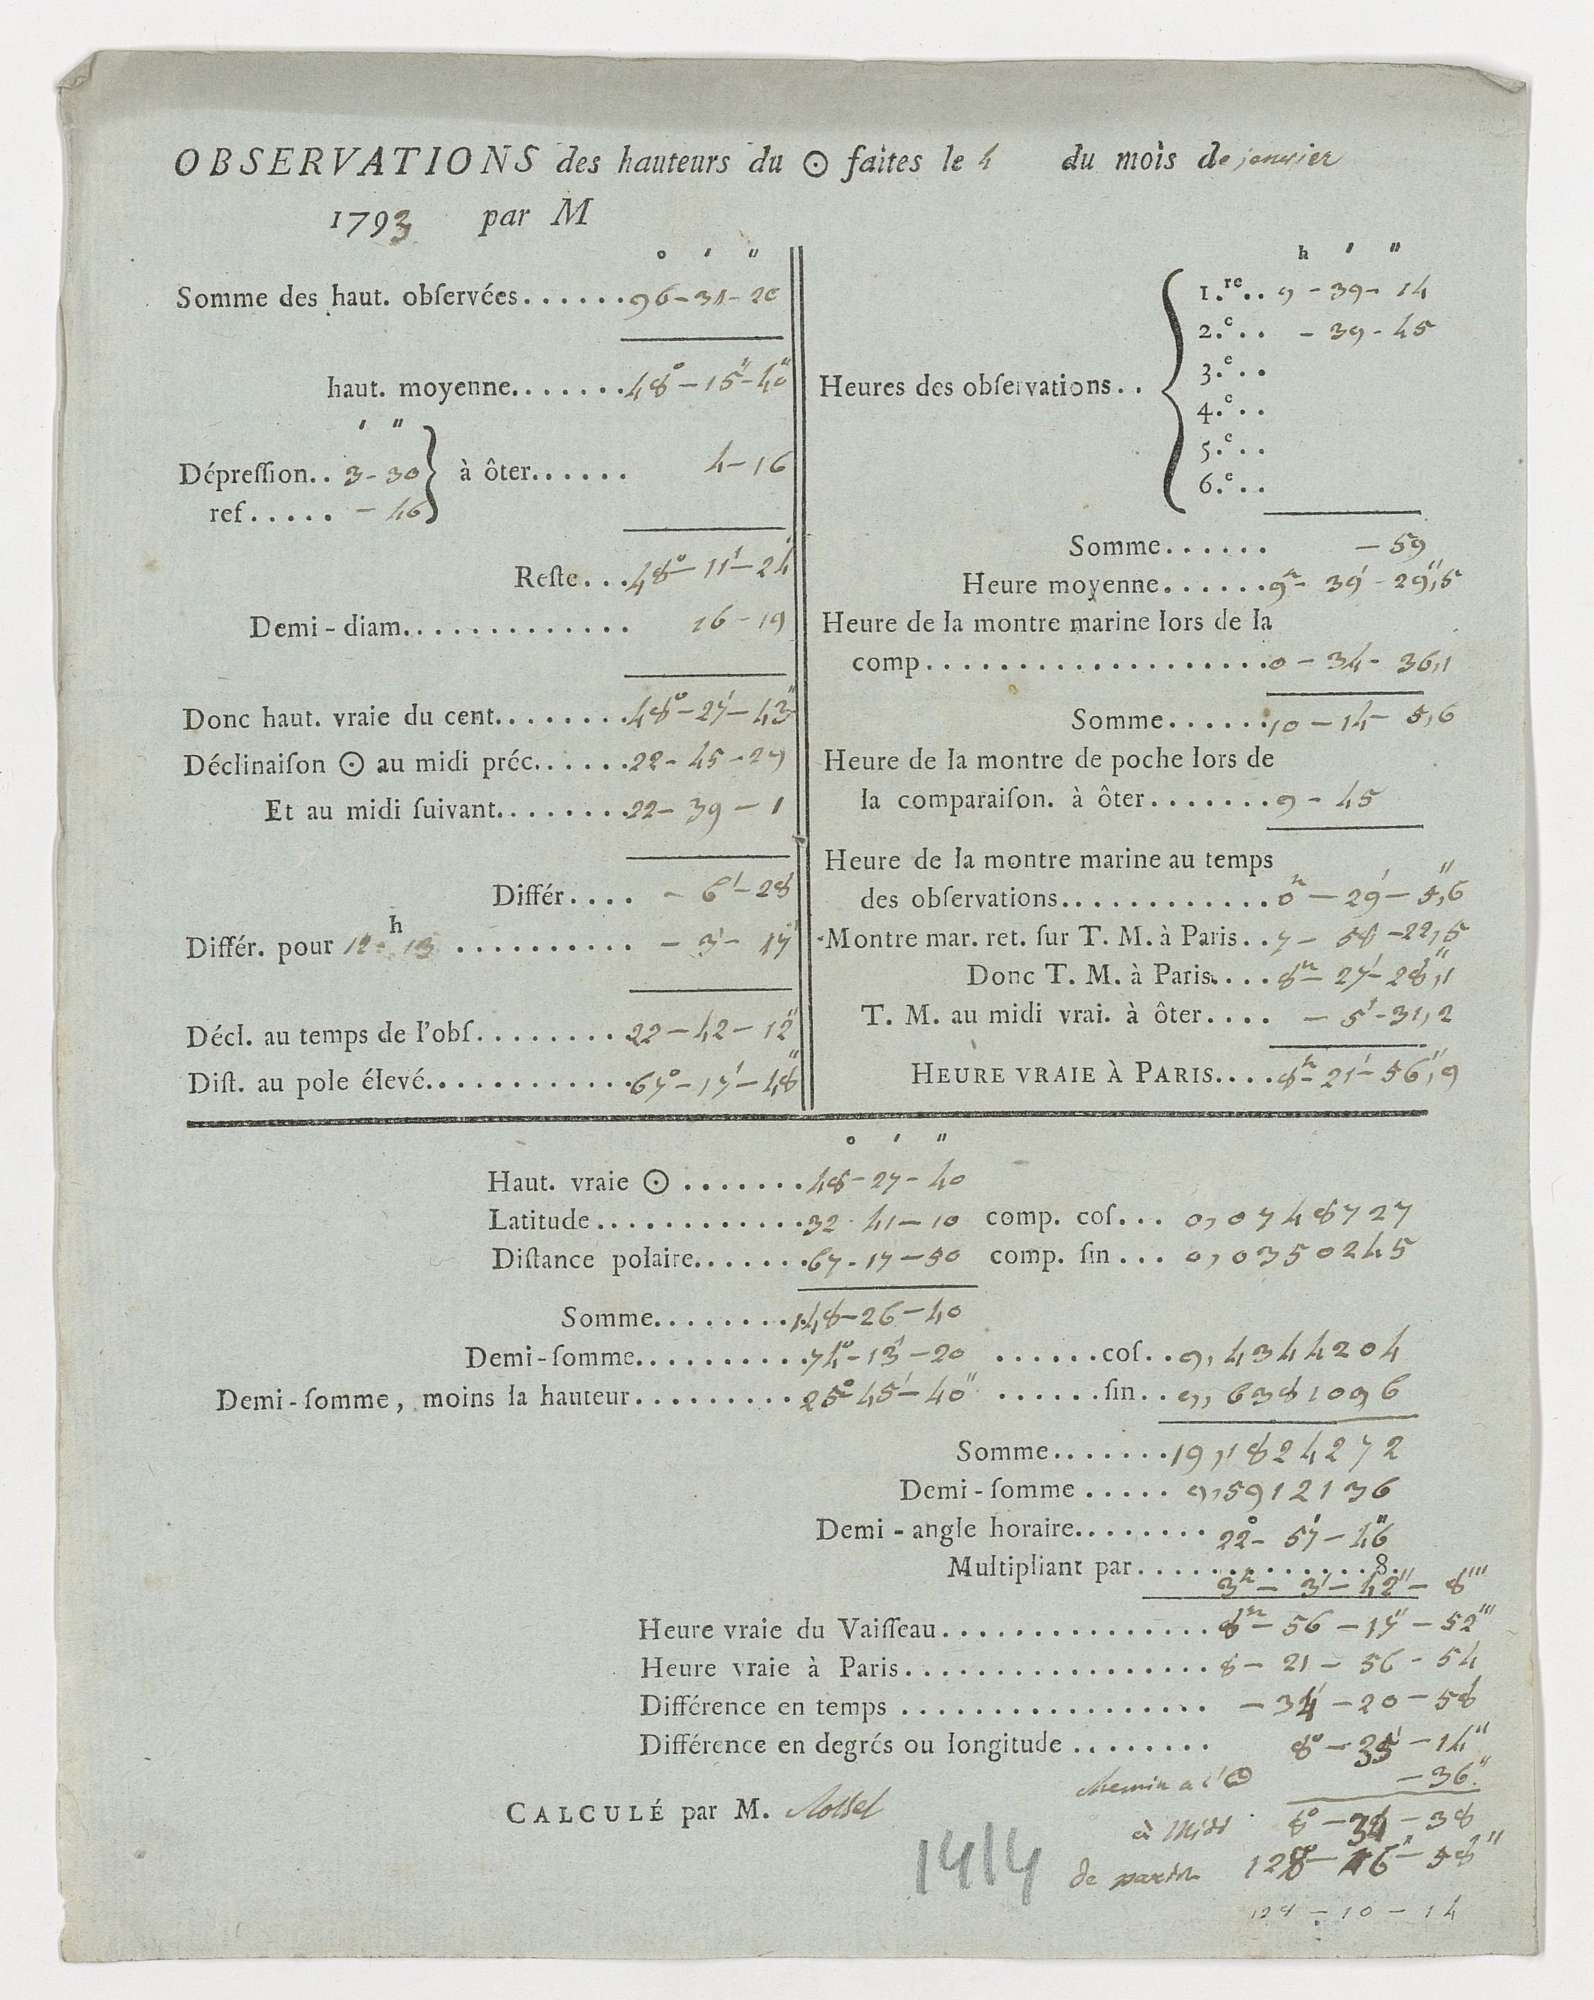 OBSERVATIONS des hauteurs du ☉ faites le 4 du mois de janvier
1793 par M
° ′ ″
Somme des haut. obſervées......96-31-20
haut. moyenne.......48°-15″-40″
′ ″
Dépreſſion.. 3-30 } à ôter...... 4-16
ref..... -46
Reſte...48°-11′-24
Demi-diam............. 16-19
Donc haut. vraie du cent........48°-27′-43″
Déclinaiſon ☉ au midi préc......22-45-29
Et au midi ſuivant........22-39-1
Différ.... - 6′-28
Différ. pour 12h 13 .......... -3′-17
Décl. au temps de l'obſ.........22-42-12″
Diſt. au pole élevé............67°-17′-48″
h ′ ″
Heures des obſervations..
1.re.. 9-39-14
2.e.. -39-45
3.e..
4.e..
5.e..
6.e..
Somme...... -59
Heure moyenne......9h-39′-29″,5
Heure de la montre marine lors de la
comp...................0-34-36,1
Somme......10-14-5,6
Heure de la montre de poche lors de
la comparaiſon. à ôter.......9-45
Heure de la montre marine au temps
des obſervations............0h-29′-5″,6
Montre mar. ret. ſur T. M. à Paris..7-58-22,5
Donc T. M. à Paris....8h-27′-28″,1
T. M. au midi vrai. à ôter.... -5′-31,2
HEURE VRAIE À PARIS....8h-21′-56″,9
° ′ ″
Haut. vraie ☉ .......48-27-40
Latitude............32-41-10 comp. coſ... 0,0748727
Diſtance polaire.......67-17-50 comp. ſin... 0,0350245
Somme........148-26-40
Demi-ſomme..........74°-13′-20 ......coſ..9,4344204
Demi-ſomme, moins la hauteur.........25°-45′-40″ ......ſin..9,6381096
Somme.......19,1824272
Demi-ſomme ..... 9,5912136
Demi-angle horaire........22°-57′-46″
Multipliant par..............8.
3h-3′-42″-8‴
Heure vraie du Vaiſſeau...............8h-56-17″-52‴
Heure vraie à Paris.................8-21-56-54
Différence en temps ................. -34′-20-58
Différence en degrés ou longitude ........ 8°-35′-14″
chemin a l'☉ -36″
à Midi 8°-34-38
CALCULÉ par M. Rossel
de 128°-16′-58″
128-10-14
1414